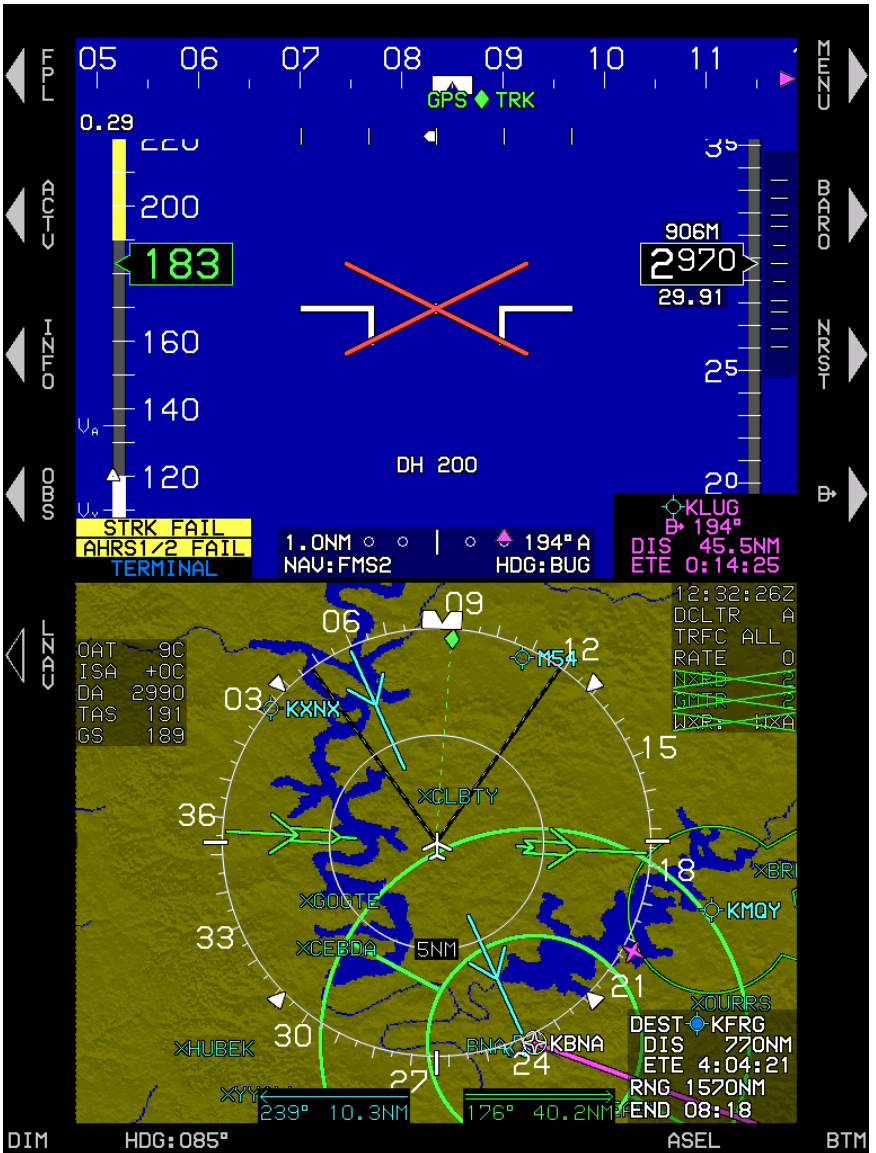 FPL
ACTV
INFO
OBS
LNAV
MENU
BARO
NRST
05 06 07 08 09 10 11
GPS TRK
0.29
220
200
183
160
140
VA
120
VY
35
906M
2970
29.91
25
20
DH 200
STRK FAIL
AHRS1/2 FAIL
TERMINAL
1.0NM
194°A
NAV:FMS2
HDG:BUG
KLUG
194°
DIS 45.5NM
ETE 0:14:25
12:32:26Z
DCLTR A
TRFC ALL
RATE 0
NXRD 2
GMTR 2
WXR: WXA
OAT 9C
ISA +0C
DA 2990
TAS 191
GS 189
03 06 09 12 15 18 21 24 27 30 33 36
KXNX
M54
CLBTY
BR
GOGTE
KMQY
CEBDA
5NM
OURRS
HUBEK
BNA
KBNA
DEST KFRG
DIS 770NM
ETE 4:04:21
RNG 1570NM
END 08:18
239° 10.3NM
176° 40.2NM
DIM
HDG:085°
ASEL
BTM